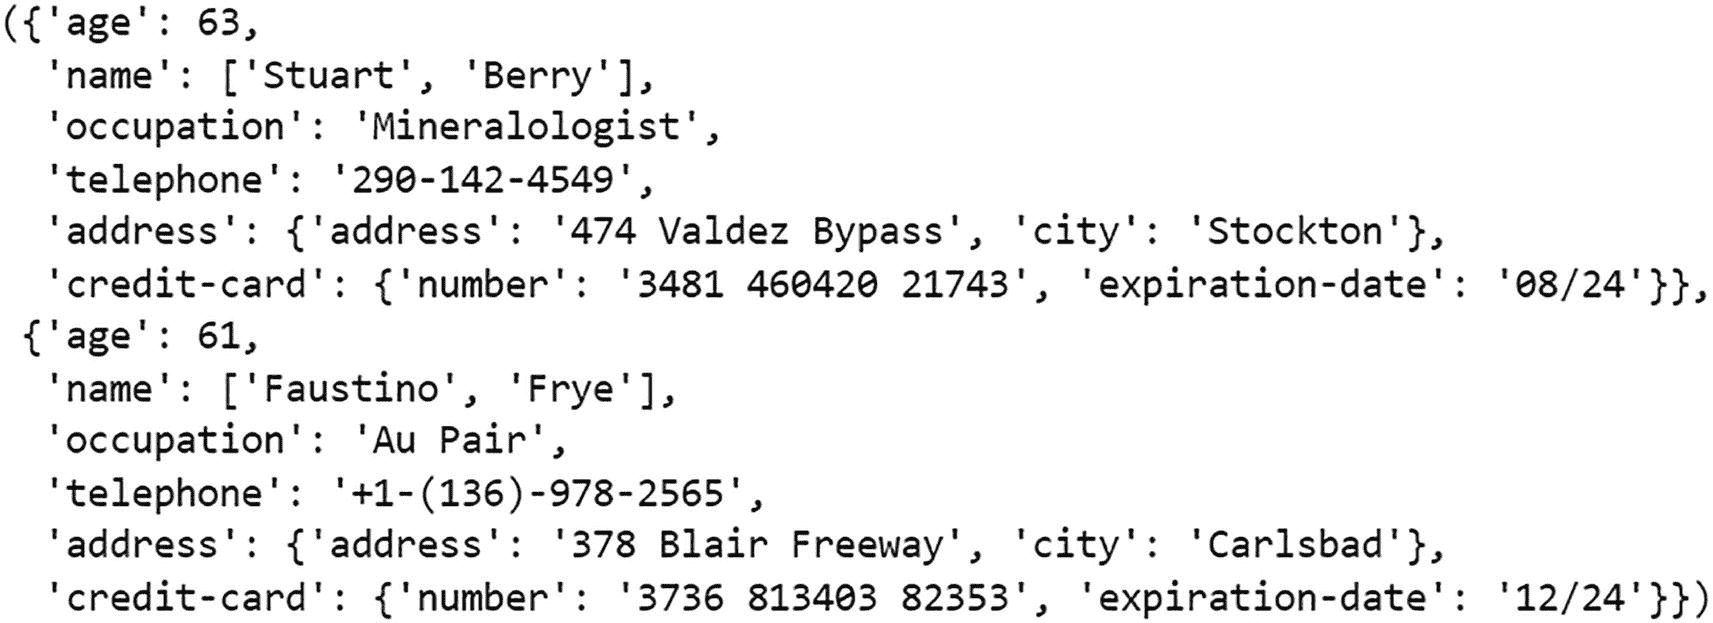 ({'age': 63,
'name': ['Stuart', 'Berry'],
'occupation': 'Mineralologist',
'telephone': '290-142-4549',
'address': {'address': '474 Valdez Bypass', 'city': 'Stockton'},
'credit-card': {'number': '3481 460420 21743', 'expiration-date': '08/24'}},
{'age': 61,
'name': ['Faustino', 'Frye'],
'occupation': 'Au Pair',
'telephone': '+1-(136)-978-2565',
'address': {'address': '378 Blair Freeway', 'city': 'Carlsbad'},
'credit-card': {'number': '3736 813403 82353', 'expiration-date': '12/24'}})